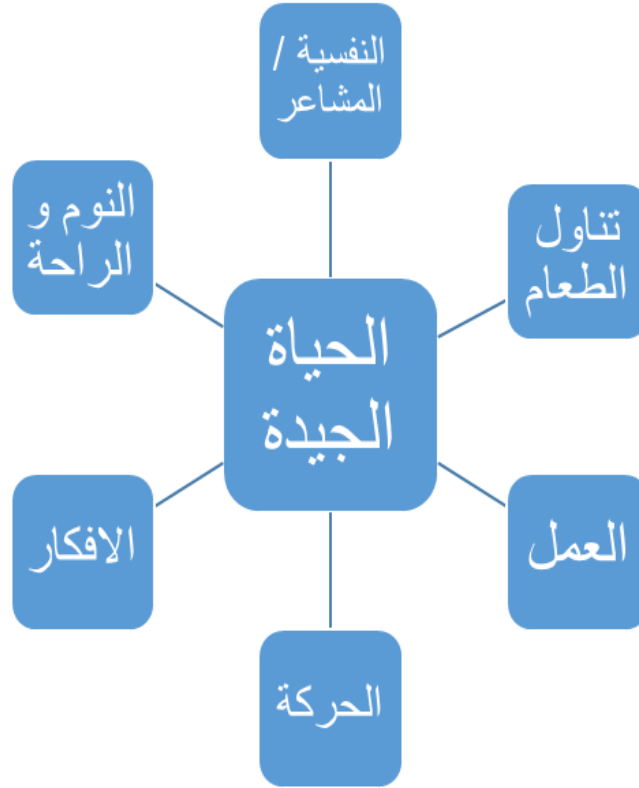 النفسية /
المشاعر
النوم و
الراحة
تناول
الطعام
الحياة
الجيدة
الافكار
العمل
الحركة